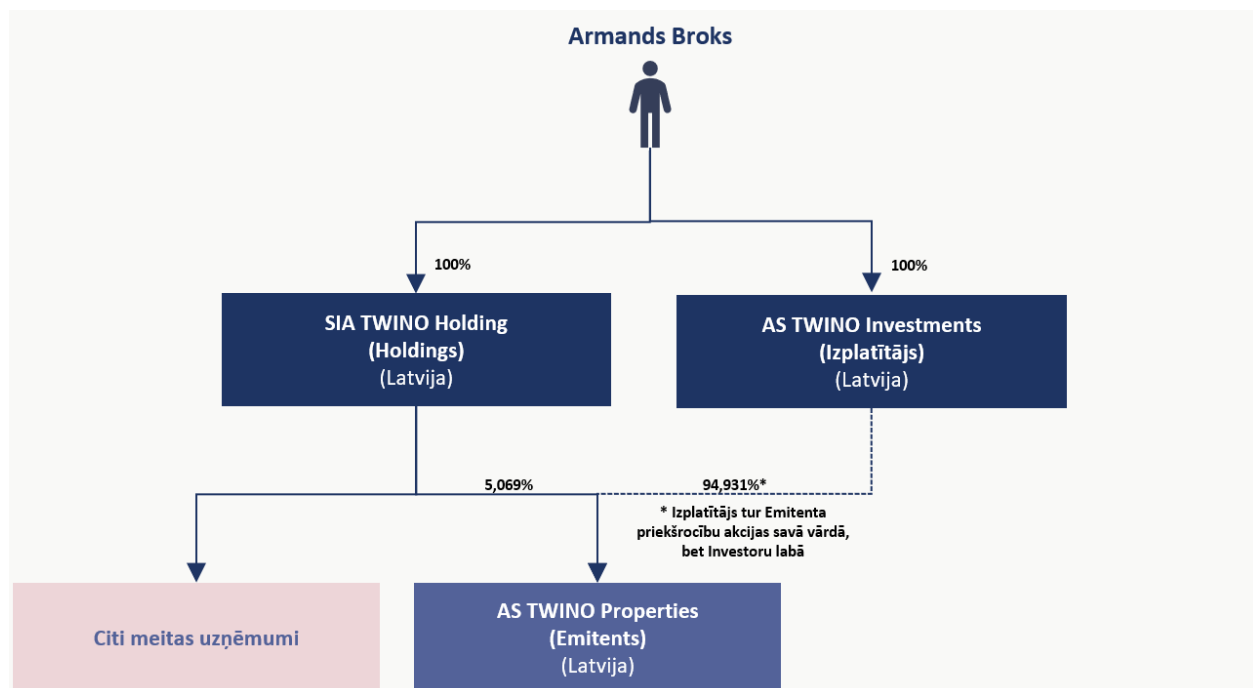 Armands Broks
100%
100%
SIA TWINO Holding
(Holdings)
(Latvija)
AS TWINO Investments
(Izplatītājs)
(Latvija)
5,069%
94,931%*
* Izplatītājs tur Emitenta
priekšrocību akcijas savā vārdā,
bet Investoru labā
Citi meitas uzņēmumi
AS TWINO Properties
(Emitents)
(Latvija)